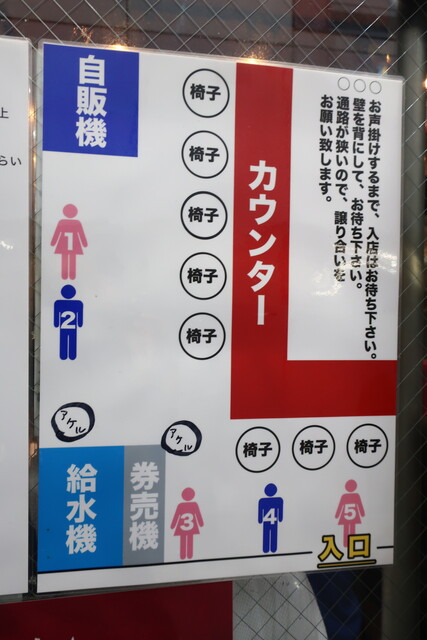 上
らい
自販機
椅子
椅子
椅子
椅子
椅子
カウンター
○お声掛けするまで、入店はお待ち下さい。
○壁を背にして、お待ち下さい。
○通路が狭いので、譲り合いを
お願い致します。
1
2
アケル
アケル
椅子
椅子
椅子
給水機
券売機
3
4
5
入口